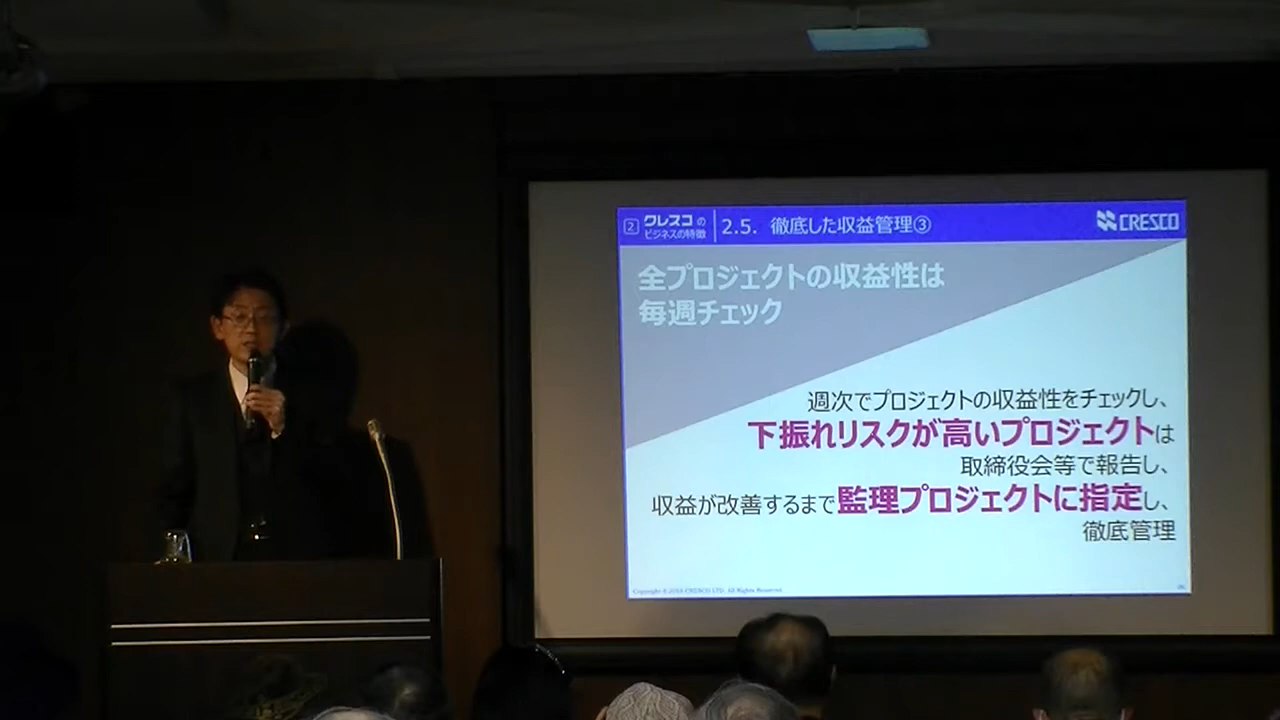 2 クレスコの
ビジネスの特徴
2.5. 徹底した収益管理③
CRESCO
全プロジェクトの収益性は
毎週チェック
週次でプロジェクトの収益性をチェックし、
下振れリスクが高いプロジェクトは
取締役会等で報告し、
収益が改善するまで監理プロジェクトに指定し、
徹底管理
CRESCO LTD. All Rights Reserved